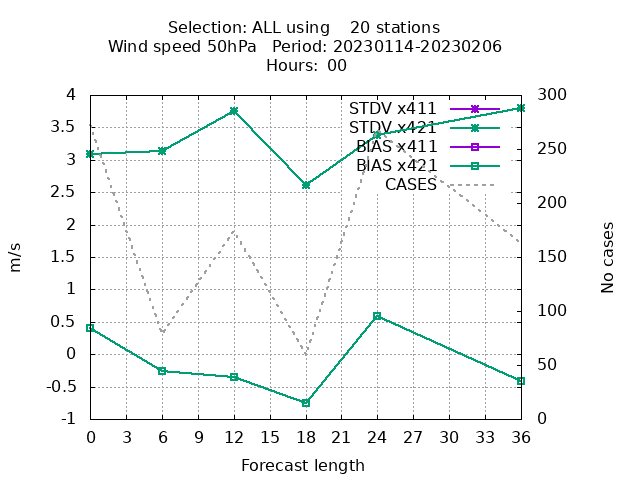 Selection: ALL using    20 stations
Wind speed 50hPa   Period: 20230114-20230206
Hours: 00
STDV x411
STDV x421
BIAS x411
BIAS x421
CASES
4
3.5
3
2.5
2
1.5
1
0.5
0
-0.5
-1
m/s
300
250
200
150
100
50
0
No cases
0 3 6 9 12 15 18 21 24 27 30 33 36
Forecast length